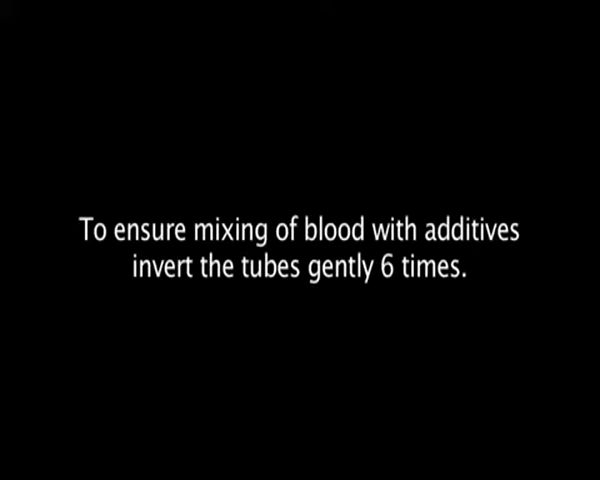 To ensure mixing of blood with additives
invert the tubes gently 6 times.